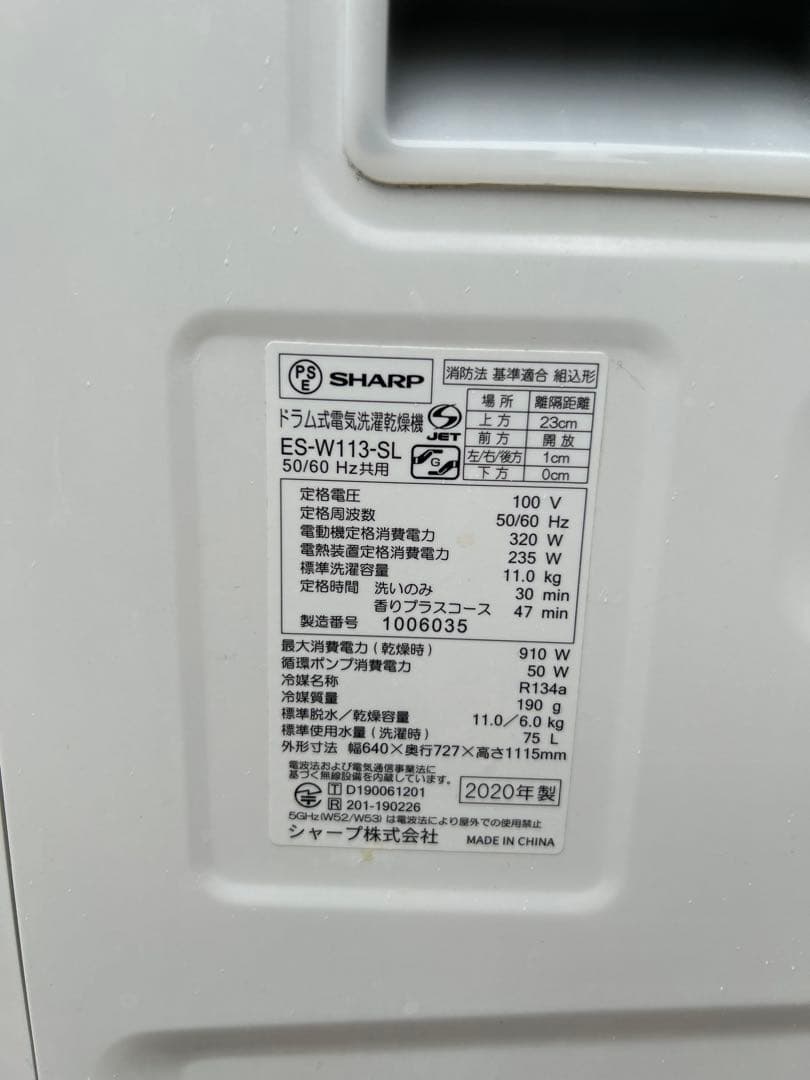 PSE SHARP
消防法 基準適合 組込形
ドラム式電気洗濯乾燥機
ES-W113-SL
50/60 Hz共用
S JET
G
場所 離隔距離
上方 23cm
前方 開放
左/右/後方 1cm
下方 0cm
定格電圧 100 V
定格周波数 50/60 Hz
電動機定格消費電力 320 W
電熱装置定格消費電力 235 W
標準洗濯容量 11.0 kg
定格時間 洗いのみ 30 min
香りプラスコース 47 min
製造番号 1006035
最大消費電力(乾燥時) 910 W
循環ポンプ消費電力 50 W
冷媒名称 R134a
冷媒質量 190 g
標準脱水/乾燥容量 11.0/6.0 kg
標準使用水量(洗濯時) 75 L
外形寸法 幅640×奥行727×高さ1115mm
電波法および電気通信事業法に
基づく無線設備を内蔵しています。
T D190061201
R 201-190226
2020年製
5GHz(W52/W53)は電波法により屋外での使用禁止
シャープ株式会社 MADE IN CHINA